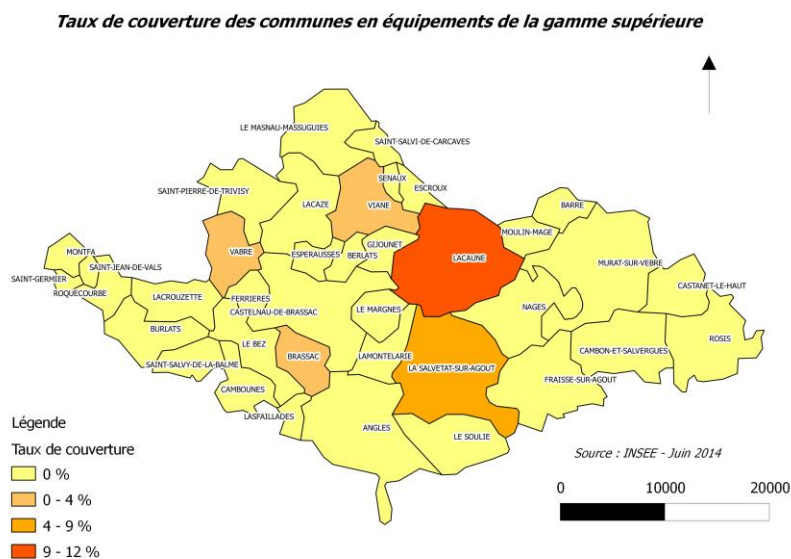 Taux de couverture des communes en équipements de la gamme supérieure
LE MASNAU-MASSUGUIES
SAINT-SALVI-DE-CARCAVES
SENAUX
ESCROUX
SAINT-PIERRE-DE-TRIVISY
LACAZE
VIANE
BARRE
MOULIN-MAGE
MONTFA
VABRE
GIJOUNET
ESPERAUSSES
BERLATS
LACAUNE
MURAT-SUR-VEBRE
SAINT-JEAN-DE-VALS
SAINT-GERMIER
CASTANET-LE-HAUT
ROQUECOURBE
LACROUZETTE
FERRIERES
CASTELNAU-DE-BRASSAC
LE MARGNES
NAGES
BURLATS
LE BEZ
BRASSAC
LAMONTELARIE
ROSIS
CAMBON-ET-SALVERGUES
SAINT-SALVY-DE-LA-BALME
LA SALVETAT-SUR-AGOUT
FRAISSE-SUR-AGOUT
CAMBOUNES
LASFAILLADES
ANGLES
LE SOULIE
Légende
Taux de couverture
0 %
0 - 4 %
4 - 9 %
9 - 12 %
Source : INSEE - Juin 2014
0 10000 20000